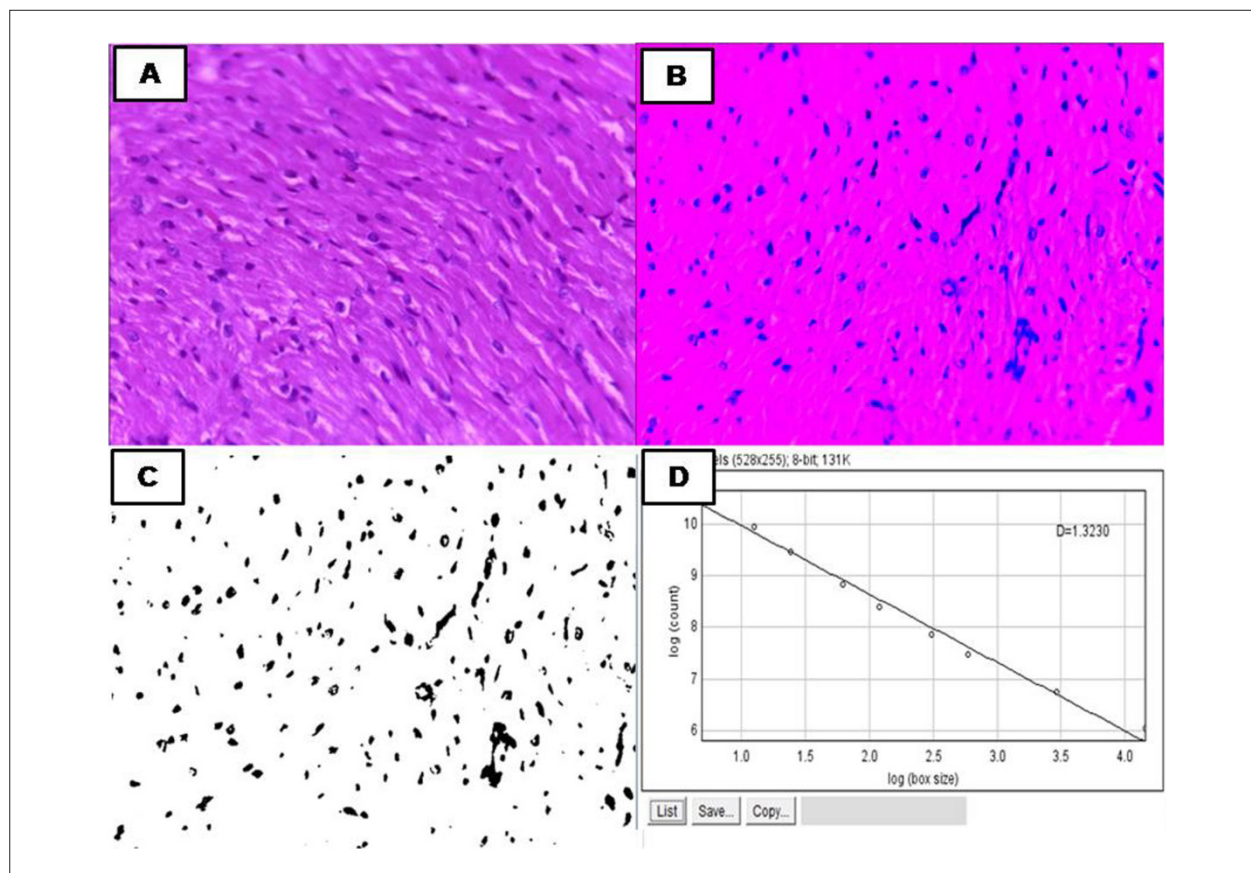 A
B
C
D
els (528x255); 8-bit; 131K
D=1.3230
10
9
8
7
6
log (count)
1.0 1.5 2.0 2.5 3.0 3.5 4.0
log (box size)
List Save... Copy...